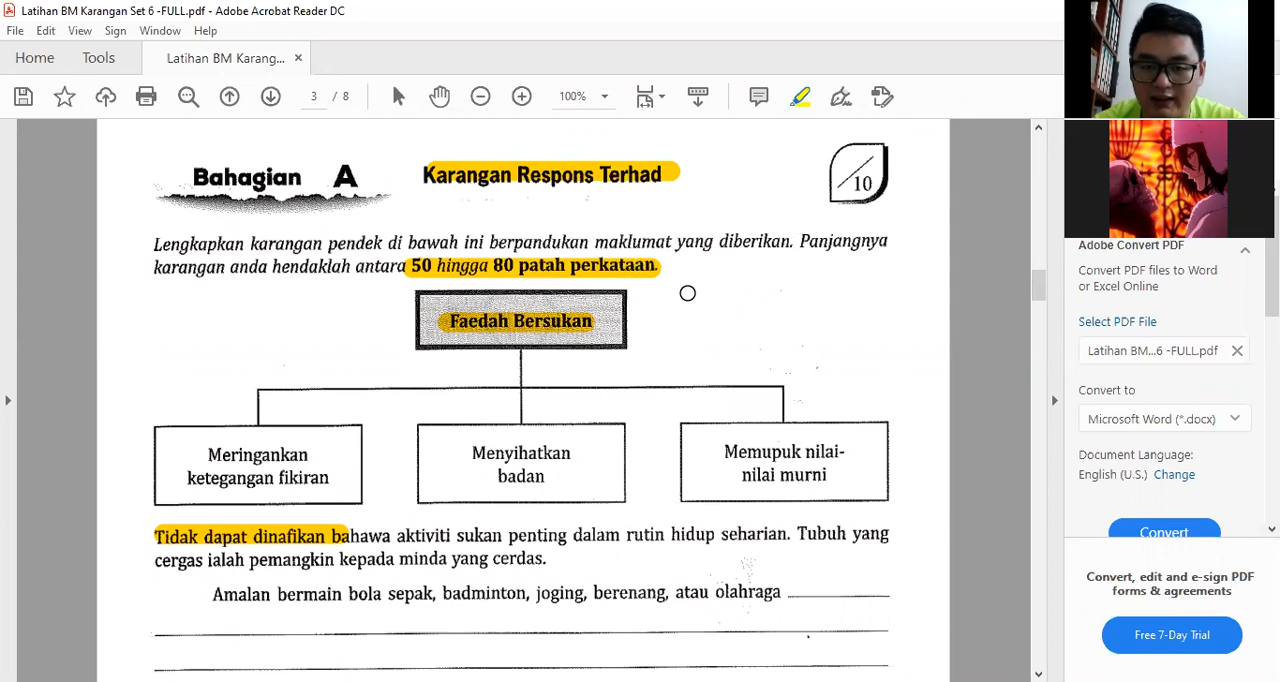 Latihan BM Karangan Set 6 -FULL.pdf - Adobe Acrobat Reader DC
File Edit View Sign Window Help
Home Tools Latihan BM Karang... ×
3 / 8 100%
Bahagian A Karangan Respons Terhad
10
Lengkapkan karangan pendek di bawah ini berpandukan maklumat yang diberikan. Panjangnya
karangan anda hendaklah antara 50 hingga 80 patah perkataan.
Faedah Bersukan
Meringankan
ketegangan fikiran
Menyihatkan
badan
Memupuk nilai-
nilai murni
Tidak dapat dinafikan bahawa aktiviti sukan penting dalam rutin hidup seharian. Tubuh yang
cergas ialah pemangkin kepada minda yang cerdas.
Amalan bermain bola sepak, badminton, joging, berenang, atau olahraga
Adobe Convert PDF
Convert PDF files to Word
or Excel Online
Select PDF File
Latihan BM...6 -FULL.pdf
Convert to
Microsoft Word (*.docx)
Document Language:
English (U.S.) Change
Convert
Convert, edit and e-sign PDF
forms & agreements
Free 7-Day Trial